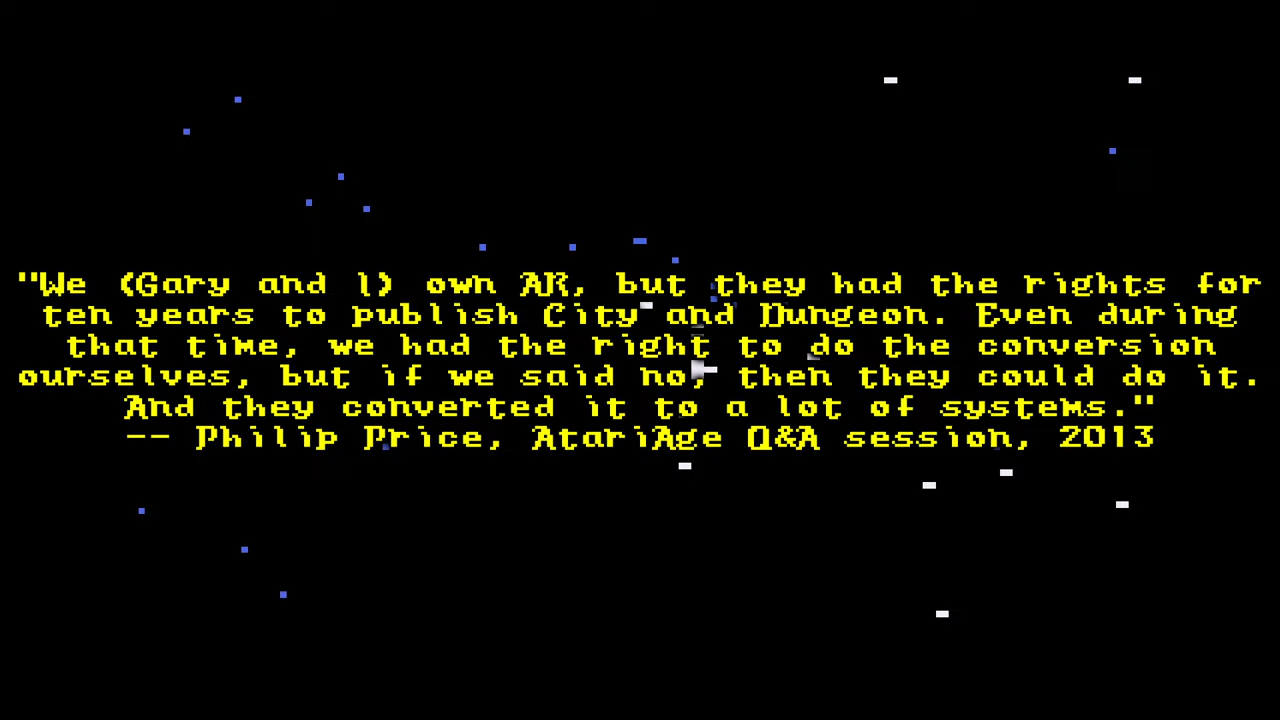 "We (Gary and I) own AR, but they had the rights for
ten years to publish City and Dungeon. Even during
that time, we had the right to do the conversion
ourselves, but if we said no, then they could do it.
And they converted it to a lot of systems."
-- Philip Price, AtariAge Q&A session, 2013